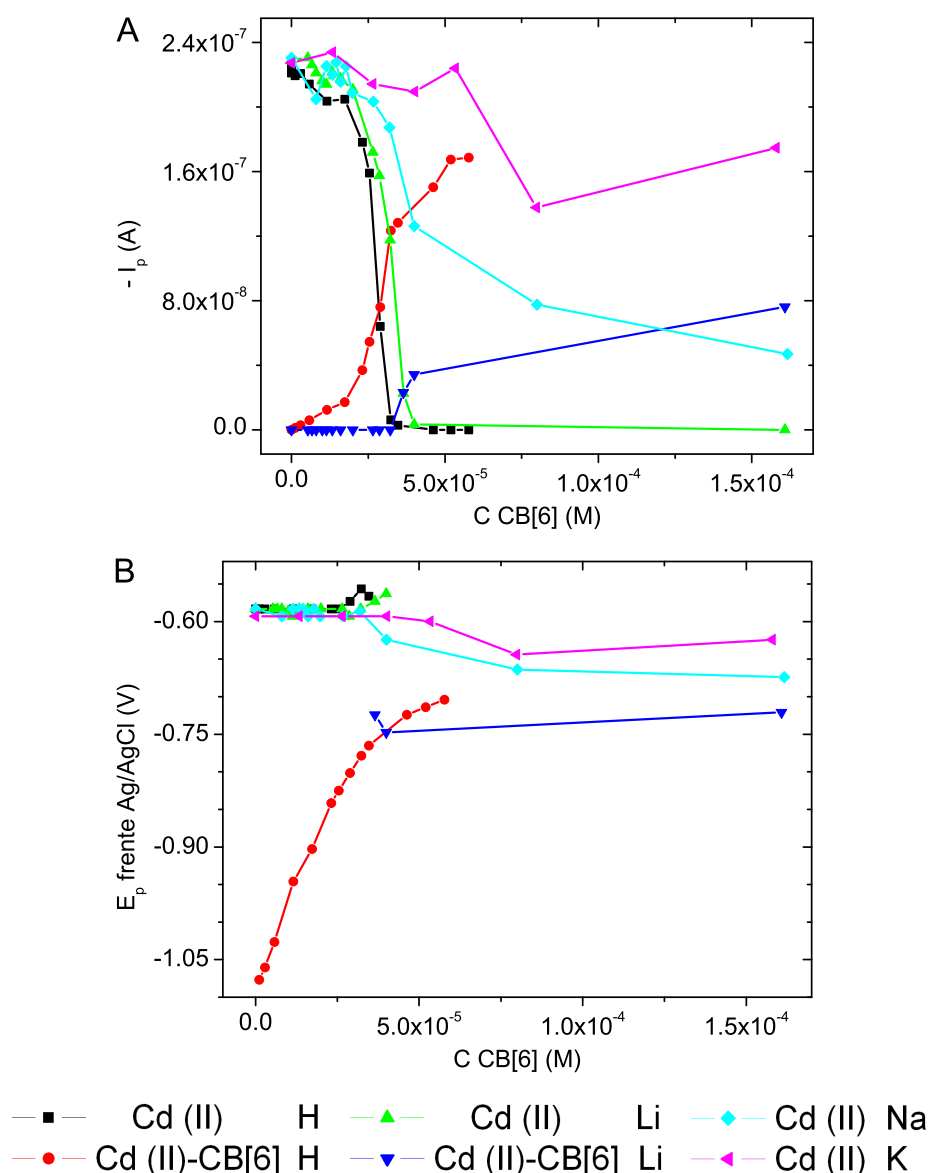 A
2.4x10⁻⁷
1.6x10⁻⁷
8.0x10⁻⁸
0.0
- Iₚ (A)
0.0 5.0x10⁻⁵ 1.0x10⁻⁴ 1.5x10⁻⁴
C CB[6] (M)
B
-0.60
-0.75
-0.90
-1.05
Eₚ frente Ag/AgCl (V)
0.0 5.0x10⁻⁵ 1.0x10⁻⁴ 1.5x10⁻⁴
C CB[6] (M)
Cd (II) H Cd (II) Li Cd (II) Na
Cd (II)-CB[6] H Cd (II)-CB[6] Li Cd (II) K